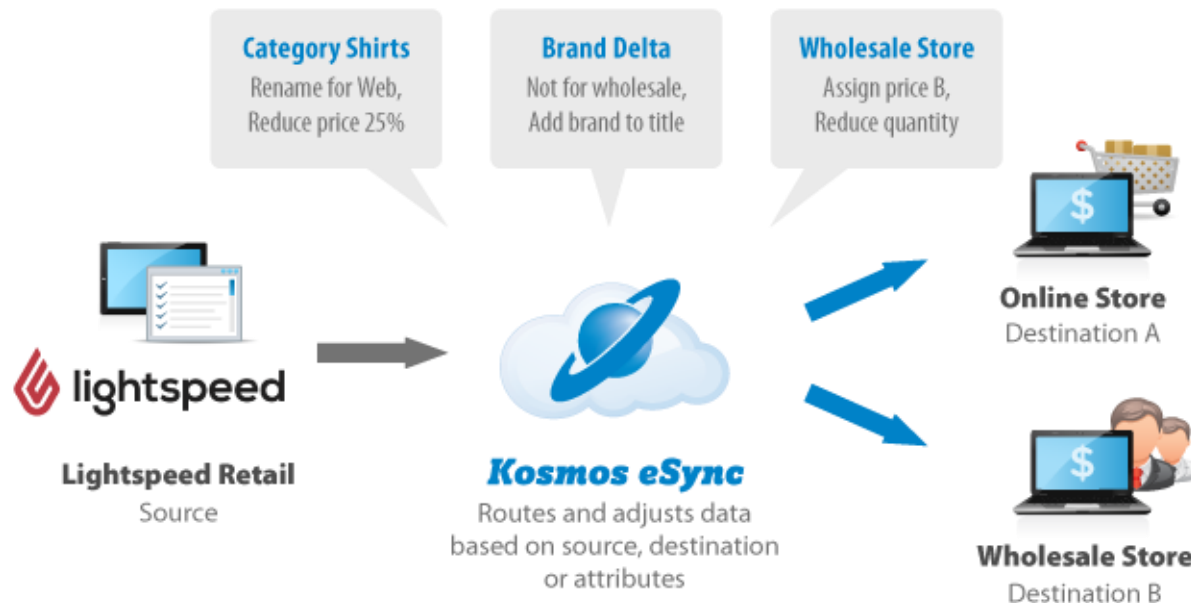 Category Shirts
Rename for Web,
Reduce price 25%
Brand Delta
Not for wholesale,
Add brand to title
Wholesale Store
Assign price B,
Reduce quantity
$
Online Store
Destination A
lightspeed
Lightspeed Retail
Source
Kosmos eSync
Routes and adjusts data
based on source, destination
or attributes
$
Wholesale Store
Destination B